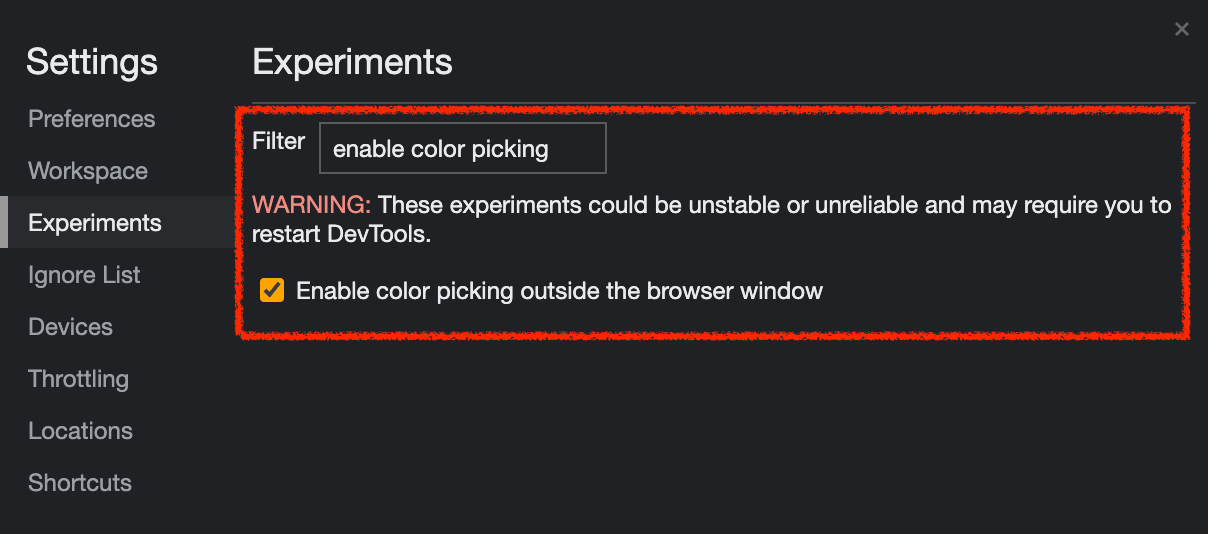 Settings
Preferences
Workspace
Experiments
Ignore List
Devices
Throttling
Locations
Shortcuts
Experiments
Filter enable color picking
WARNING: These experiments could be unstable or unreliable and may require you to
restart DevTools.
Enable color picking outside the browser window